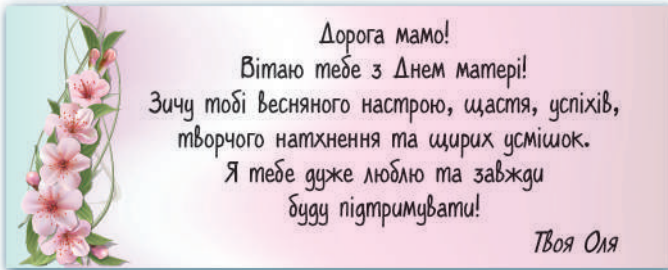 Дорога мамо!
Вітаю тебе з Днем матері!
Зичу тобі весняного настрою, щастя, успіхів,
творчого натхнення та щирих усмішок.
Я тебе дуже люблю та завжди
буду підтримувати!
Твоя Оля